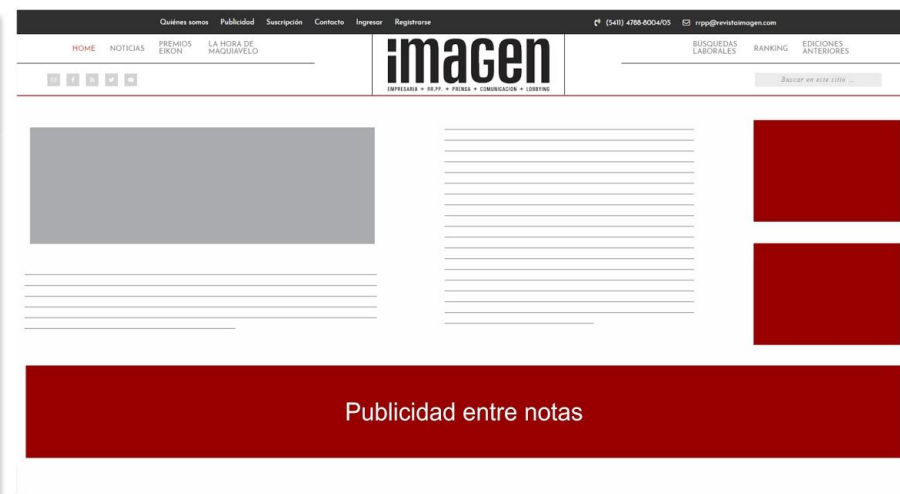 Quiénes somos Publicidad Suscripción Contacto Ingresar Registrarse (5411) 4788-8004/05 rrpp@revistaimagen.com
HOME NOTICIAS PREMIOS EIKON LA HORA DE MAQUIAVELO
imagen
EMPRESARIA + RR.PP. + PRENSA + COMUNICACION + LOBBYING
BÚSQUEDAS LABORALES RANKING EDICIONES ANTERIORES
Buscar en este sitio ...
Publicidad entre notas